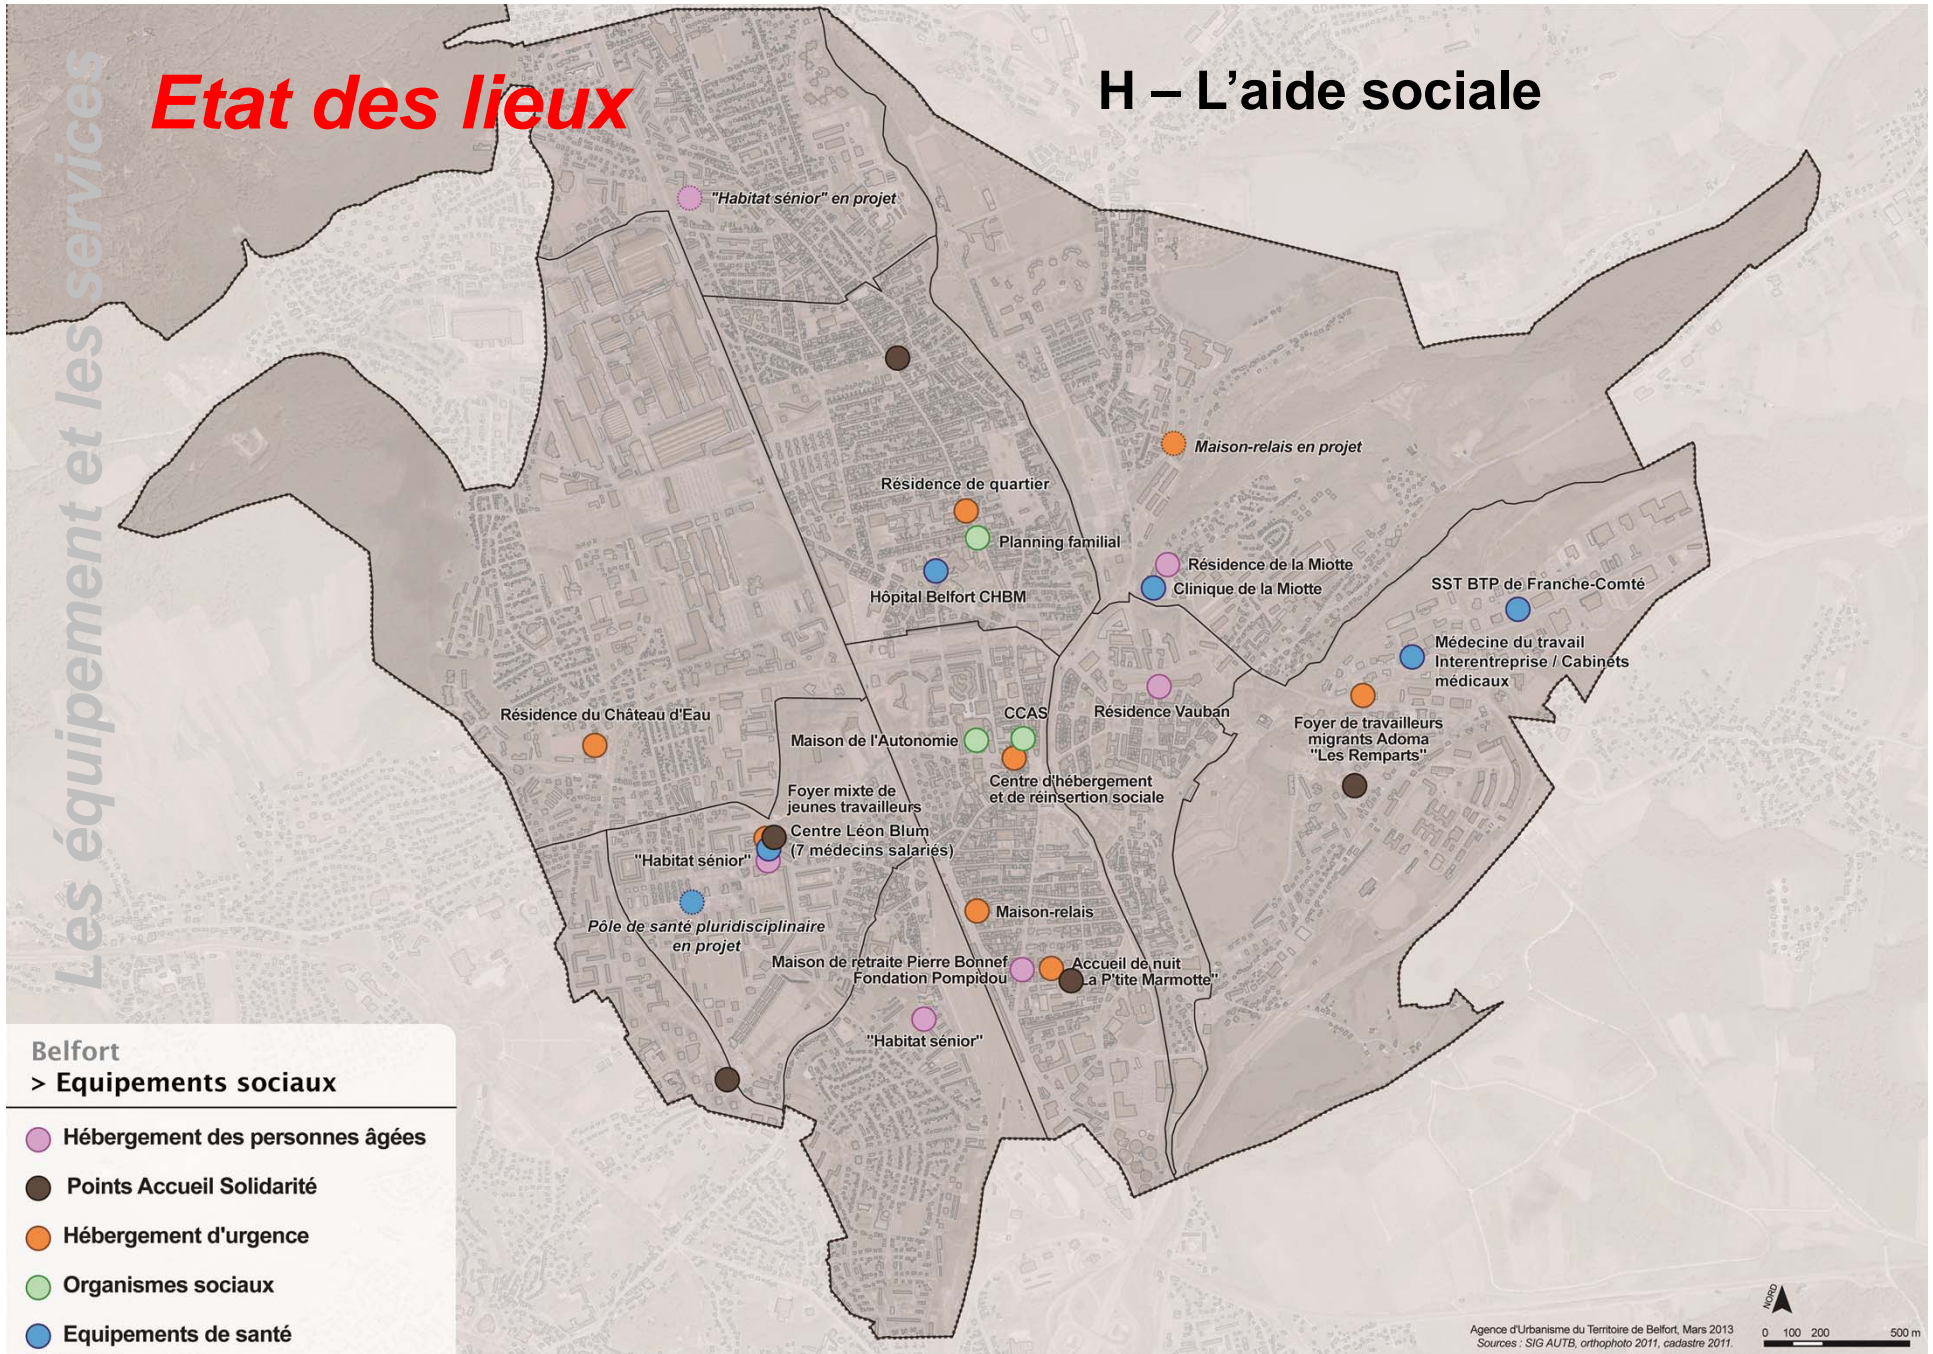 Etat des lieux
H – L'aide sociale
Les équipement et les services
"Habitat sénior" en projet
Maison-relais en projet
Résidence de quartier
Planning familial
Hôpital Belfort CHBM
Résidence de la Miotte
Clinique de la Miotte
SST BTP de Franche-Comté
Médecine du travail
Interentreprise / Cabinets
médicaux
Résidence Vauban
Foyer de travailleurs
migrants Adoma
"Les Remparts"
Résidence du Château d'Eau
CCAS
Maison de l'Autonomie
Centre d'hébergement
et de réinsertion sociale
Foyer mixte de
jeunes travailleurs
Centre Léon Blum
(7 médecins salariés)
"Habitat sénior"
Pôle de santé pluridisciplinaire
en projet
Maison-relais
Maison de retraite Pierre Bonnef
Fondation Pompidou
Accueil de nuit
La P'tite Marmotte"
"Habitat sénior"
Belfort
> Equipements sociaux
Hébergement des personnes âgées
Points Accueil Solidarité
Hébergement d'urgence
Organismes sociaux
Equipements de santé
NORD
Agence d'Urbanisme du Territoire de Belfort, Mars 2013
Sources : SIG AUTB, orthophoto 2011, cadastre 2011.
0 100 200 500 m